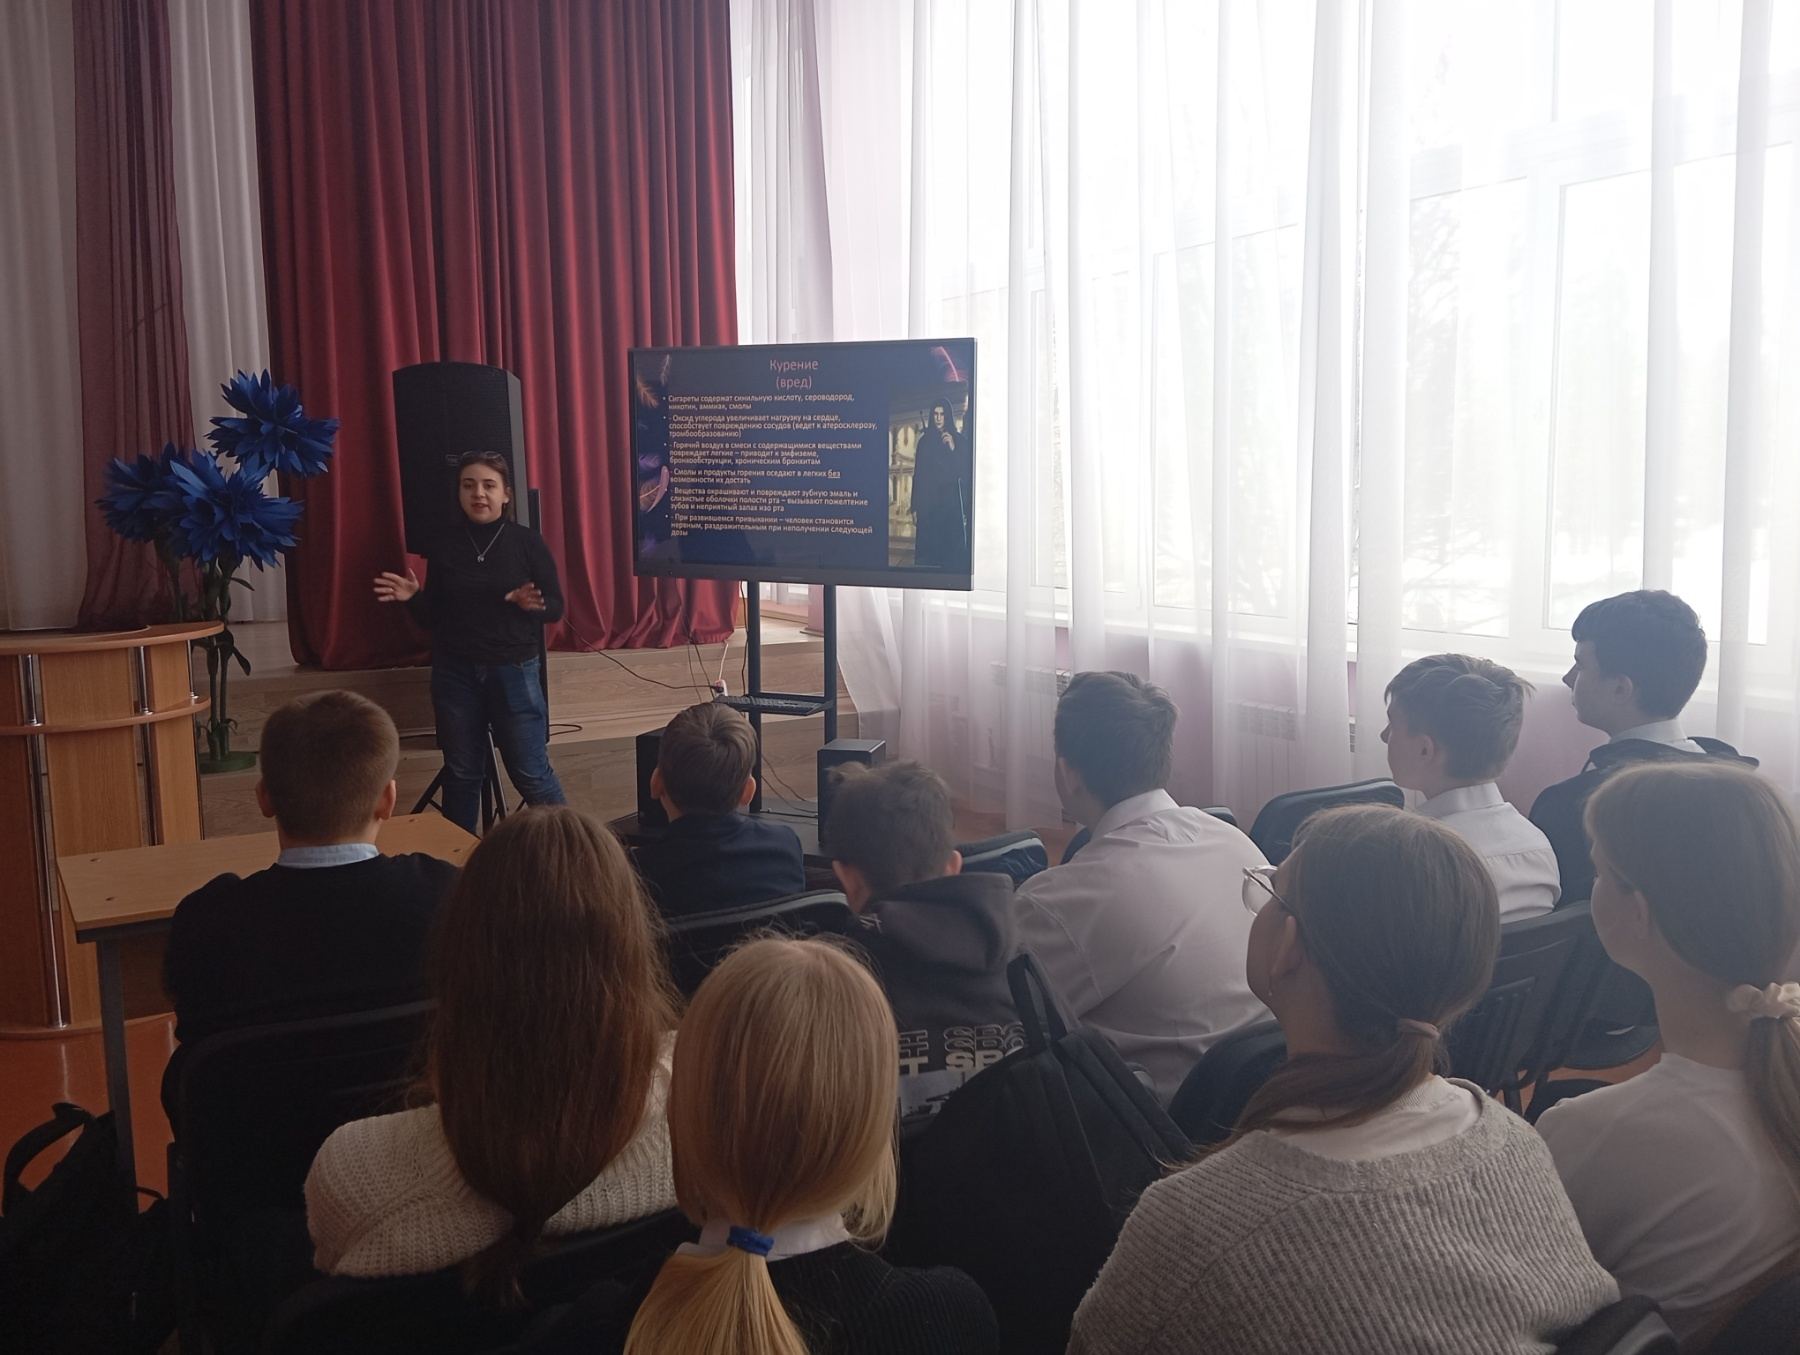 Курение
(вред)
Сигареты содержат синильную кислоту, сероводород,
никотин, аммиак, смолы
- Оксид углерода увеличивает нагрузку на сердце,
способствует повреждению сосудов (ведет к атеросклерозу,
тромбообразованию)
- Горячий воздух в смеси с содержащимися веществами
повреждает легкие – приводит к эмфиземе,
бронхообструкции, хроническим бронхитам
- Смолы и продукты горения оседают в легких без
возможности их достать
- Вещества окрашивают и повреждают зубную эмаль и
слизистые оболочки полости рта – вызывают пожелтение
зубов и неприятный запах изо рта
- При развившемся привыкании – человек становится
нервным, раздражительным при неполучении следующей
дозы